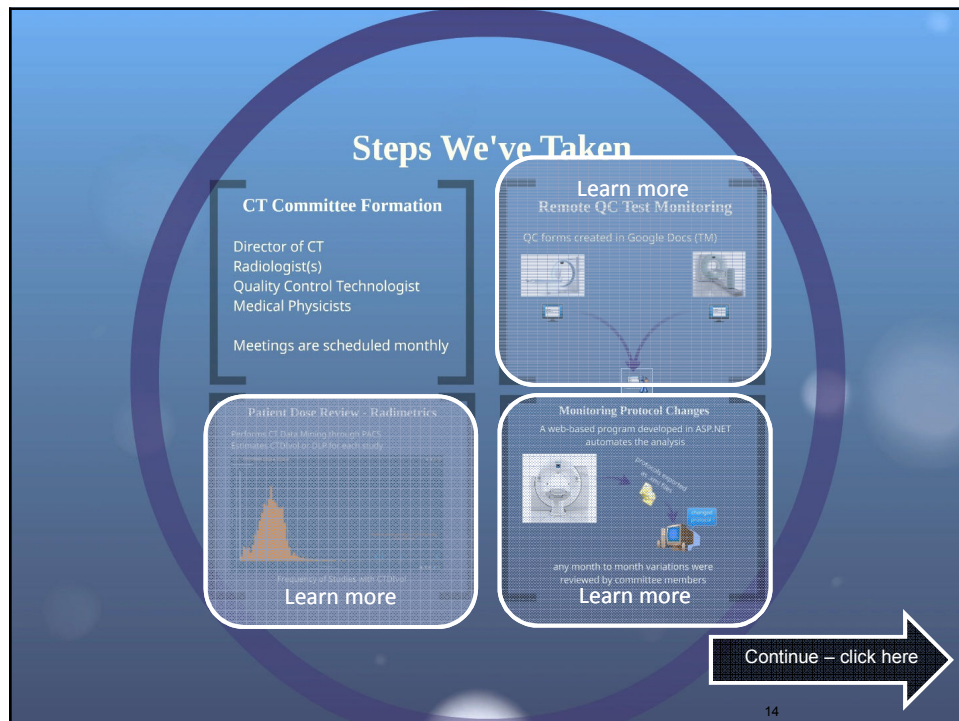 Steps We've Taken
CT Committee Formation
Director of CT
Radiologist(s)
Quality Control Technologist
Medical Physicists
Meetings are scheduled monthly
Learn more
Remote QC Test Monitoring
QC forms created in Google Docs (TM)
Patient Dose Review - Radimetrics
Performs CT Data Mining through PACS
Estimates CTDIvol or DLP for each study
Frequency of Studies with CTDIvol
Learn more
Monitoring Protocol Changes
A web-based program developed in ASP.NET
automates the analysis
protocols exported
changed
protocol
any month to month variations were
reviewed by committee members
Learn more
Continue – click here
14